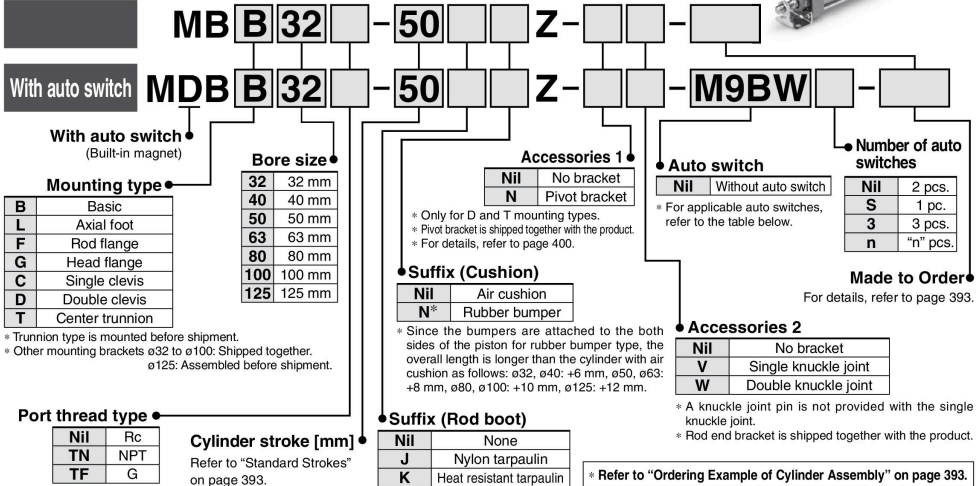 MB B 32 - 50 Z - -
With auto switch MDB B 32 - 50 Z - - M9BW -
With auto switch
(Built-in magnet)
Mounting type
B Basic
L Axial foot
F Rod flange
G Head flange
C Single clevis
D Double clevis
T Center trunnion
* Trunnion type is mounted before shipment.
* Other mounting brackets ø32 to ø100: Shipped together.
ø125: Assembled before shipment.
Bore size
32 32 mm
40 40 mm
50 50 mm
63 63 mm
80 80 mm
100 100 mm
125 125 mm
Port thread type
Nil Rc
TN NPT
TF G
Cylinder stroke [mm]
Refer to “Standard Strokes”
on page 393.
Accessories 1
Nil No bracket
N Pivot bracket
* Only for D and T mounting types.
* Pivot bracket is shipped together with the product.
* For details, refer to page 400.
Suffix (Cushion)
Nil Air cushion
N* Rubber bumper
* Since the bumpers are attached to the both
sides of the piston for rubber bumper type, the
overall length is longer than the cylinder with air
cushion as follows: ø32, ø40: +6 mm, ø50, ø63:
+8 mm, ø80, ø100: +10 mm, ø125: +12 mm.
Suffix (Rod boot)
Nil None
J Nylon tarpaulin
K Heat resistant tarpaulin
Auto switch
Nil Without auto switch
* For applicable auto switches,
refer to the table below.
Number of auto
switches
Nil 2 pcs.
S 1 pc.
3 3 pcs.
n “n” pcs.
Made to Order
For details, refer to page 393.
Accessories 2
Nil No bracket
V Single knuckle joint
W Double knuckle joint
* A knuckle joint pin is not provided with the single
knuckle joint.
* Rod end bracket is shipped together with the product.
* Refer to “Ordering Example of Cylinder Assembly” on page 393.